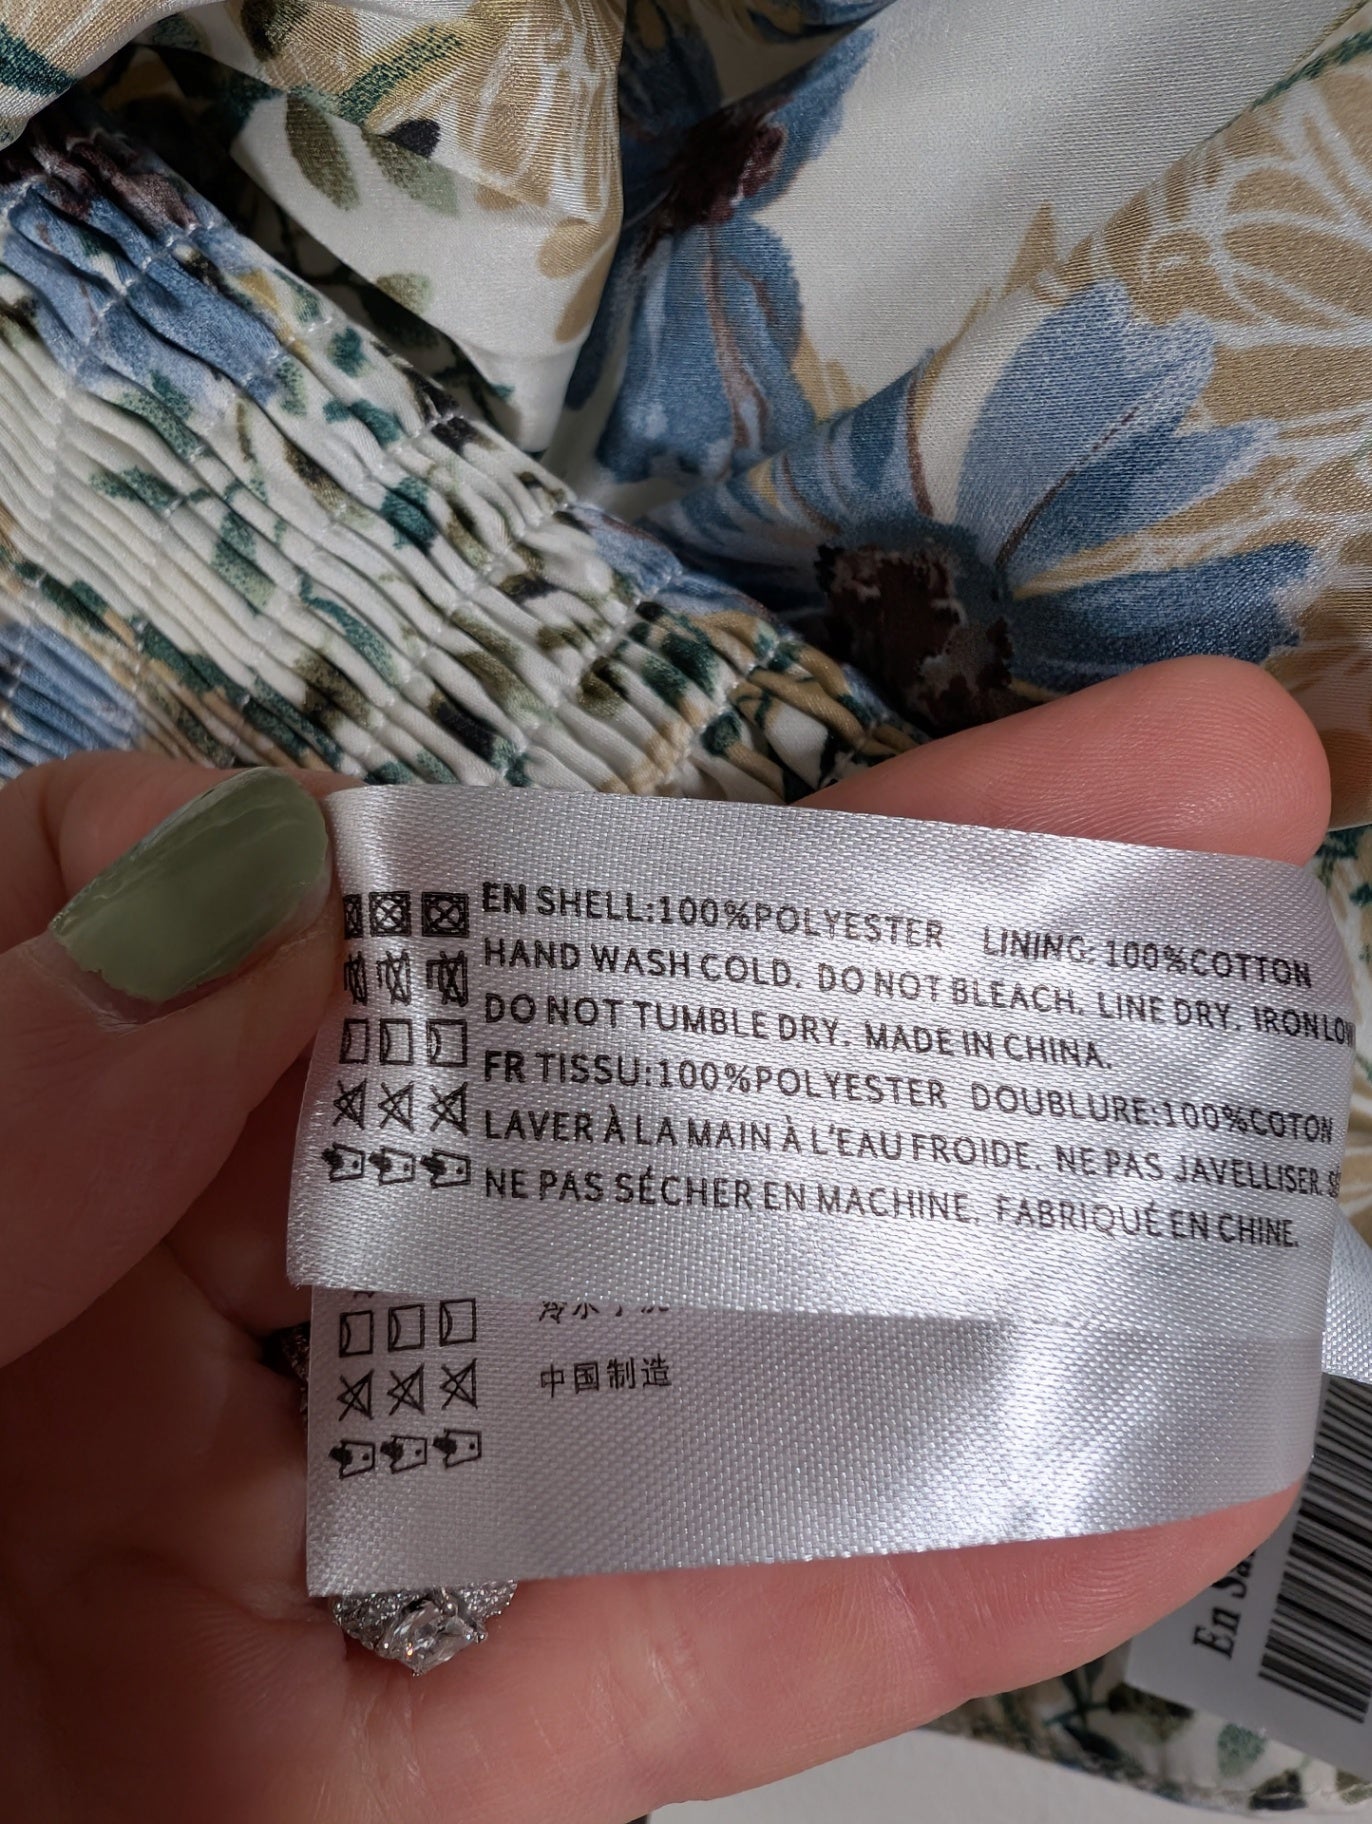 EN SHELL:100%POLYESTER LINING:100%COTTON
HAND WASH COLD. DO NOT BLEACH. LINE DRY. IRON LOW
DO NOT TUMBLE DRY. MADE IN CHINA.
FR TISSU:100%POLYESTER DOUBLURE:100%COTON
LAVER À LA MAIN À L'EAU FROIDE. NE PAS JAVELLISER.
NE PAS SÉCHER EN MACHINE. FABRIQUÉ EN CHINE.
中国制造
En